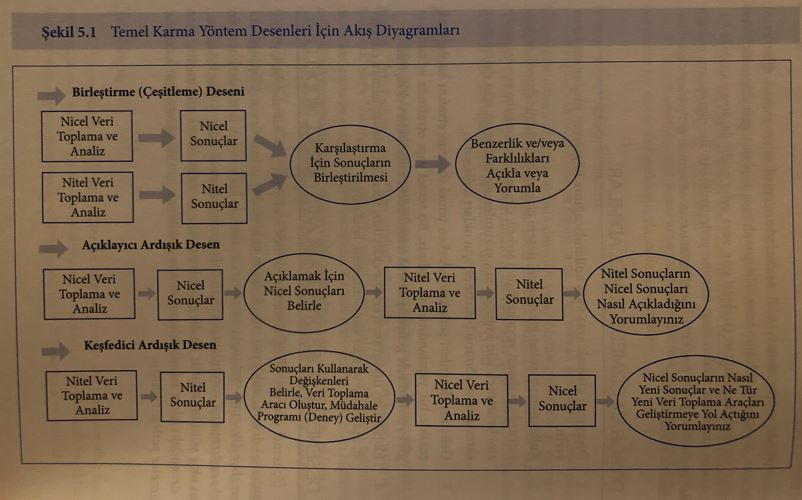 Şekil 5.1 Temel Karma Yöntem Desenleri İçin Akış Diyagramları
Birleştirme (Çeşitleme) Deseni
Nicel Veri
Toplama ve
Analiz
Nicel
Sonuçlar
Nitel Veri
Toplama ve
Analiz
Nitel
Sonuçlar
Karşılaştırma
İçin Sonuçların
Birleştirilmesi
Benzerlik ve/veya
Farklılıkları
Açıkla veya
Yorumla
Açıklayıcı Ardışık Desen
Nicel Veri
Toplama ve
Analiz
Nicel
Sonuçlar
Açıklamak İçin
Nicel Sonuçları
Belirle
Nitel Veri
Toplama ve
Analiz
Nitel
Sonuçlar
Nitel Sonuçların
Nicel Sonuçları
Nasıl Açıkladığını
Yorumlayınız
Keşfedici Ardışık Desen
Nitel Veri
Toplama ve
Analiz
Nitel
Sonuçlar
Sonuçları Kullanarak
Değişkenleri
Belirle, Veri Toplama
Aracı Oluştur, Müdahale
Programı (Deney) Geliştir
Nicel Veri
Toplama ve
Analiz
Nicel
Sonuçlar
Nicel Sonuçların Nasıl
Yeni Sonuçlar ve Ne Tür
Yeni Veri Toplama Araçları
Geliştirmeye Yol Açtığını
Yorumlayınız